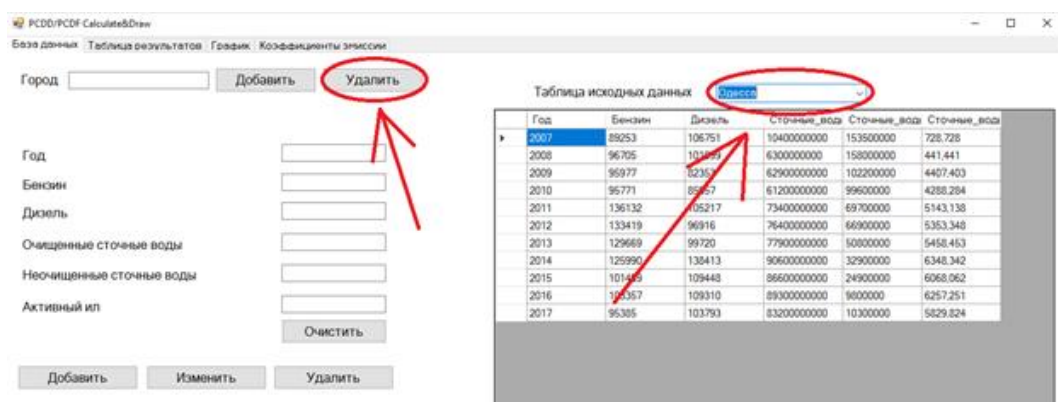 PCDD/PCDF Calculate&Draw
База данных Таблица результатов График Коэффициенты эмиссии
Город Добавить Удалить
Таблица исходных данных Одесса
Год Бензин Дизель Сточные_воды Сточные_воды Сточные_воды
2007 89253 106751 10400000000 153500000 728,728
2008 96705 6300000000 158000000 441,441
2009 95977 62900000000 102200000 4407,403
2010 95771 61200000000 99600000 4288,284
2011 136132 105217 73400000000 69700000 5143,138
2012 133419 96916 76400000000 66900000 5353,348
2013 129669 99720 77900000000 50800000 5458,453
2014 125990 138413 90600000000 32900000 6348,342
2015 109448 86600000000 24900000 6068,062
2016 109310 89300000000 9800000 6257,251
2017 95385 103793 83200000000 10300000 5829,824
Год
Бензин
Дизель
Очищенные сточные воды
Неочищенные сточные воды
Активный ил
Очистить
Добавить Изменить Удалить